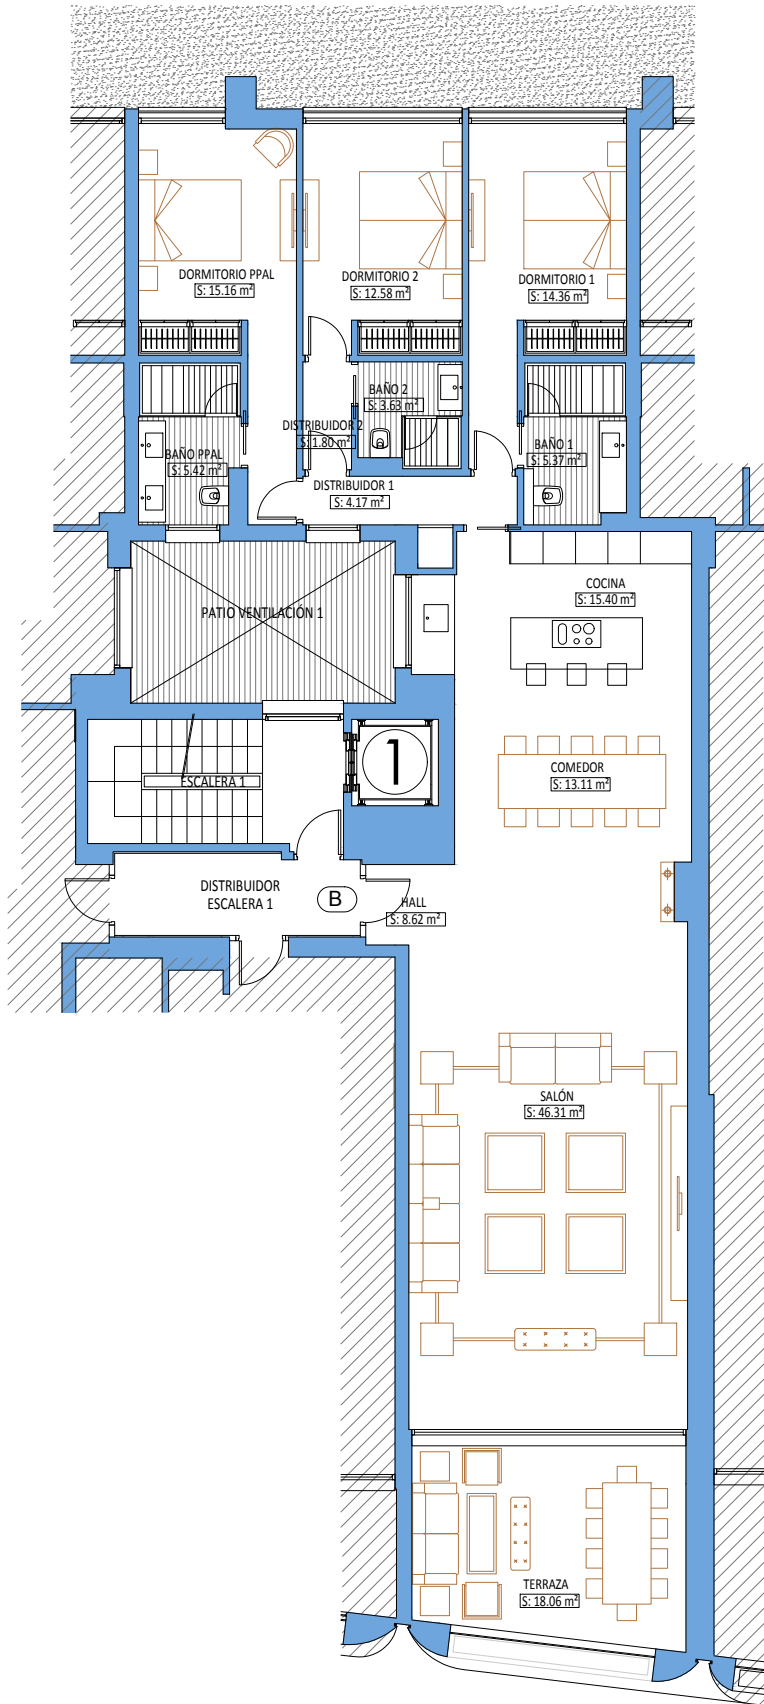 DORMITORIO PPAL
S: 15.16 m²
DORMITORIO 2
S: 12.58 m²
DORMITORIO 1
S: 14.36 m²
BAÑO 2
S: 3.63 m²
DISTRIBUIDOR 2
S: 1.80 m²
BAÑO PPAL
S: 5.42 m²
BAÑO 1
S: 5.37 m²
DISTRIBUIDOR 1
S: 4.17 m²
COCINA
S: 15.40 m²
PATIO VENTILACIÓN 1
1
ESCALERA 1
COMEDOR
S: 13.11 m²
DISTRIBUIDOR
ESCALERA 1
B
HALL
S: 8.62 m²
SALÓN
S: 46.31 m²
TERRAZA
S: 18.06 m²